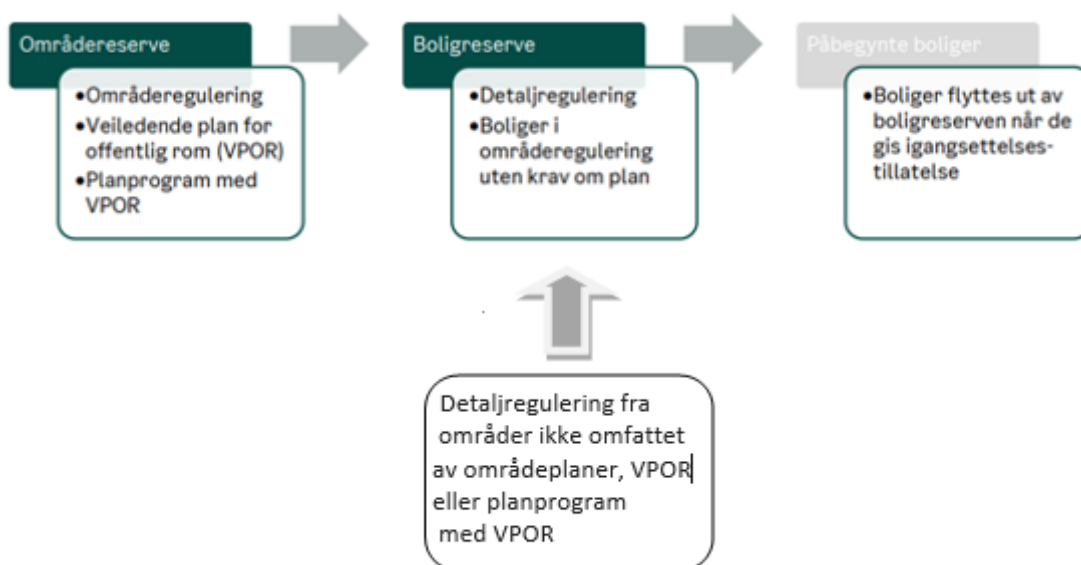 Områdereserve
•Områderegulering
•Veiledende plan for
offentlig rom (VPOR)
•Planprogram med
VPOR
Boligreserve
•Detaljregulering
•Boliger i
områderegulering
uten krav om plan
Påbegynte boliger
•Boliger flyttes ut av
boligreserven når de
gis igangsettelses-
tillatelse
Detaljregulering fra
områder ikke omfattet
av områdeplaner, VPOR
eller planprogram
med VPOR